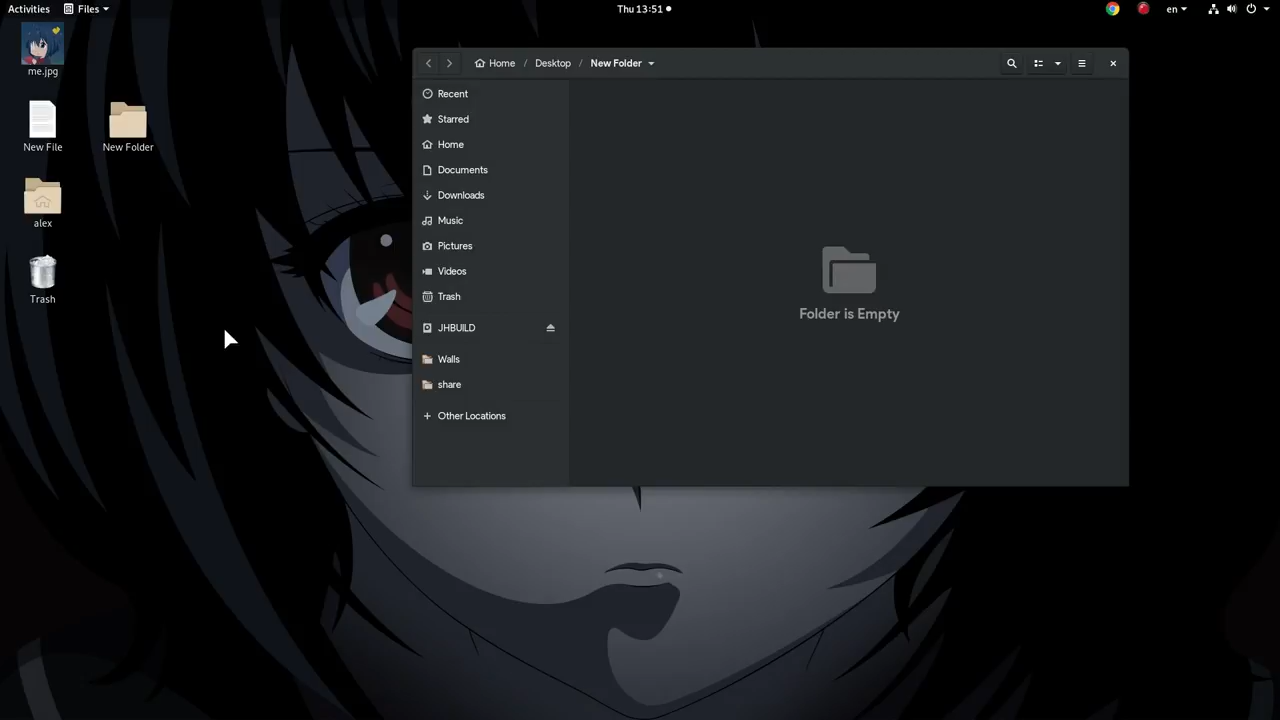 Activities Files Thu 13:51 en
me.jpg
New File New Folder
alex
Trash
Home / Desktop / New Folder
Recent
Starred
Home
Documents
Downloads
Music
Pictures
Videos
Trash
JHBUILD
Walls
share
Other Locations
Folder is Empty